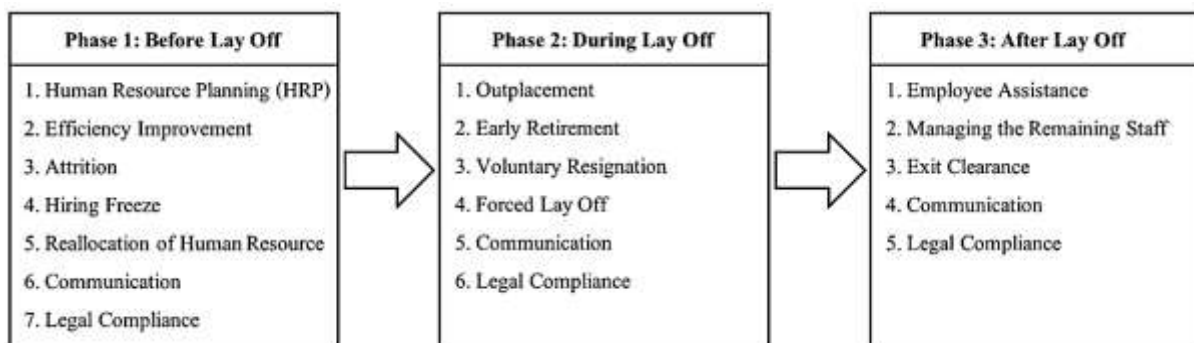 Phase 1: Before Lay Off
1. Human Resource Planning (HRP)
2. Efficiency Improvement
3. Attrition
4. Hiring Freeze
5. Reallocation of Human Resource
6. Communication
7. Legal Compliance
Phase 2: During Lay Off
1. Outplacement
2. Early Retirement
3. Voluntary Resignation
4. Forced Lay Off
5. Communication
6. Legal Compliance
Phase 3: After Lay Off
1. Employee Assistance
2. Managing the Remaining Staff
3. Exit Clearance
4. Communication
5. Legal Compliance